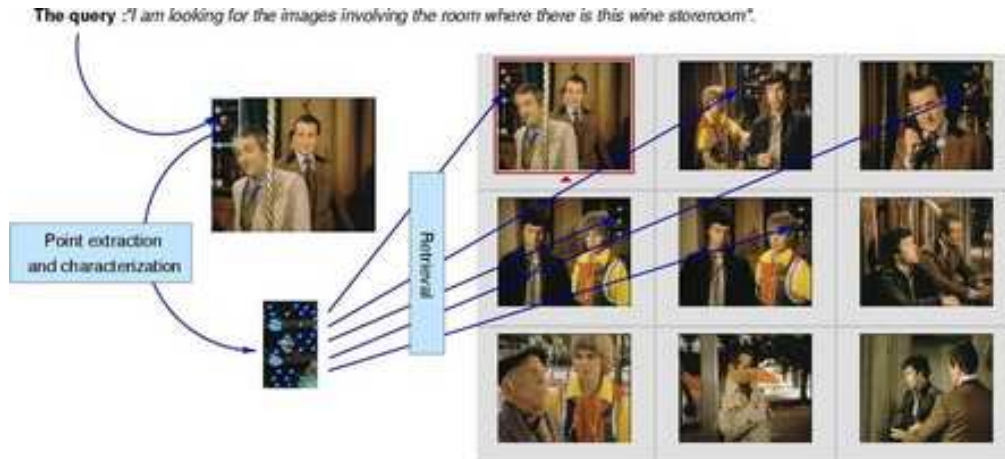 The query :"I am looking for the images involving the room where there is this wine storeroom".
Point extraction
and characterization
Retrieval